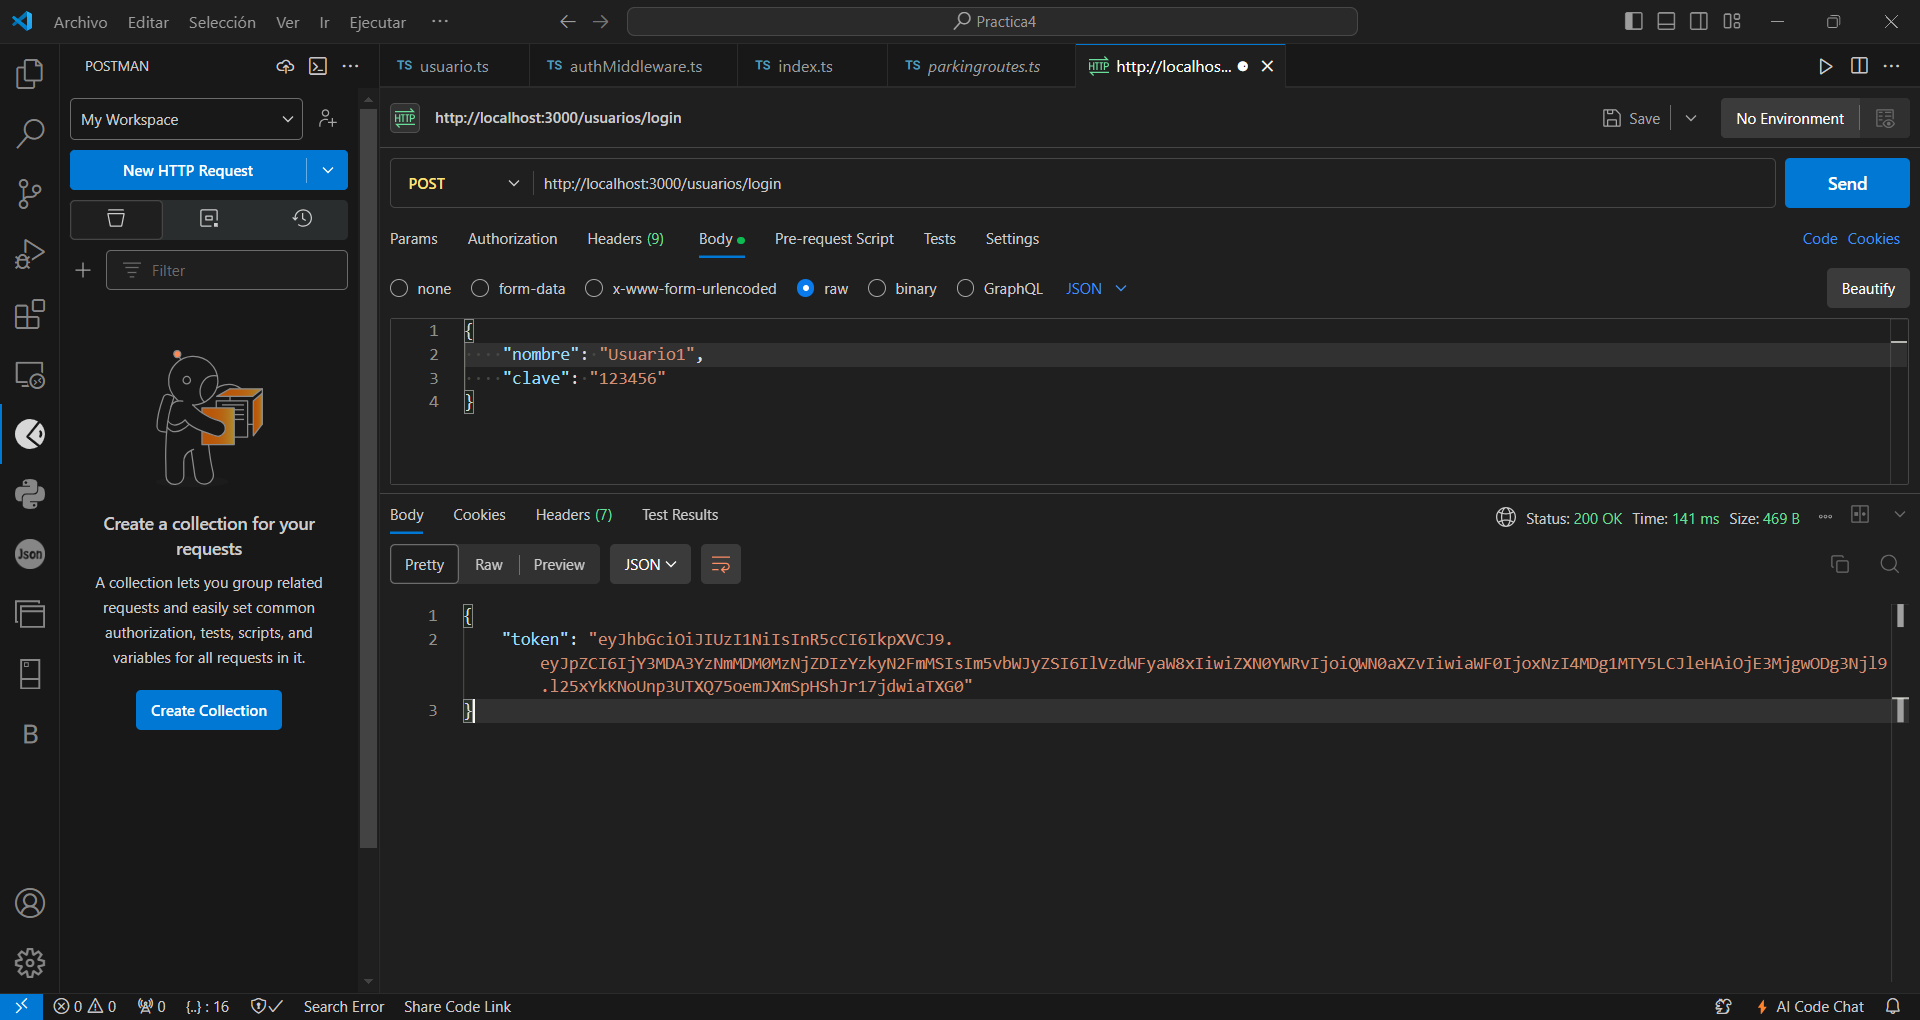 Archivo Editar Selección Ver Ir Ejecutar ···
Practica4
POSTMAN
TS usuario.ts
TS authMiddleware.ts
TS index.ts
TS parkingroutes.ts
HTTP http://localhos...
My Workspace
HTTP http://localhost:3000/usuarios/login
Save
No Environment
New HTTP Request
POST http://localhost:3000/usuarios/login
Send
Params Authorization Headers (9) Body Pre-request Script Tests Settings
Code Cookies
Filter
none form-data x-www-form-urlencoded raw binary GraphQL JSON
Beautify
1 {
2 ····"nombre":·"Usuario1",
3 ····"clave":·"123456"
4 }
Json
B
Create a collection for your
requests
A collection lets you group related
requests and easily set common
authorization, tests, scripts, and
variables for all requests in it.
Create Collection
Body Cookies Headers (7) Test Results
Status: 200 OK Time: 141 ms Size: 469 B
Pretty Raw Preview JSON
1 {
2 "token": "eyJhbGciOiJIUzI1NiIsInR5cCI6IkpXVCJ9.
eyJpZCI6IjY3MDA3YzNmMDM0MzNjZDIzYzkyN2FmMSIsIm5vbWJyZSI6IlVzdWFyaW8xIiwiZXN0YWRvIjoiQWN0aXZvIiwiaWF0IjoxNzI4MDg1MTY5LCJleHAiOjE3MjgwODg3Njl9
.l25xYkKNoUnp3UTXQ75oemJXmSpHShJr17jdwiaTXG0"
3 }
0 0 0 {..} : 16 Search Error Share Code Link
AI Code Chat